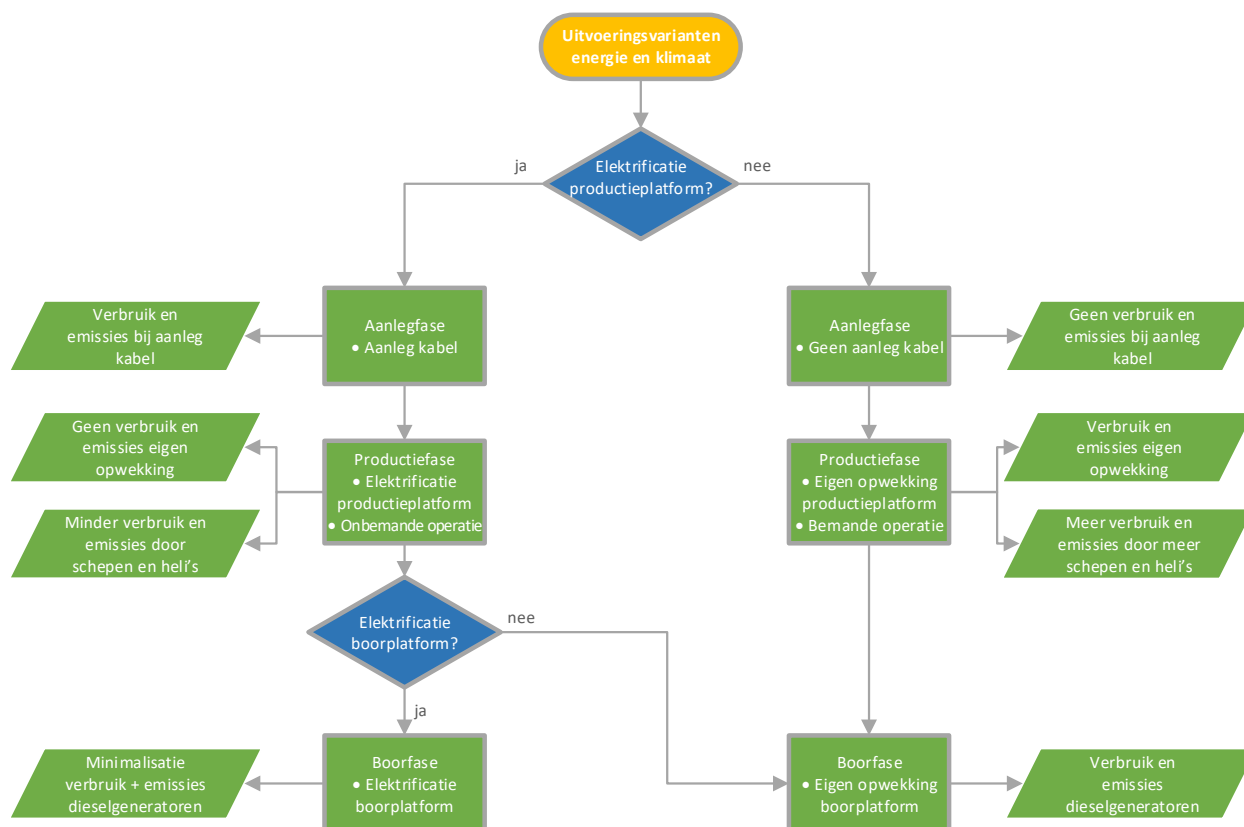 Uitvoeringsvarianten
energie en klimaat
ja
Elektrificatie
productieplatform?
nee
Verbruik en
emissies bij aanleg
kabel
Aanlegfase
• Aanleg kabel
Aanlegfase
• Geen aanleg kabel
Geen verbruik en
emissies bij aanleg
kabel
Geen verbruik en
emissies eigen
opwekking
Minder verbruik en
emissies door
schepen en heli's
Productiefase
• Elektrificatie
productieplatform
• Onbemande operatie
Productiefase
• Eigen opwekking
productieplatform
• Bemande operatie
Verbruik en
emissies eigen
opwekking
Meer verbruik en
emissies door meer
schepen en heli's
Elektrificatie
boorplatform?
nee
ja
Minimalisatie
verbruik + emissies
dieselgeneratoren
Boorfase
• Elektrificatie
boorplatform
Boorfase
• Eigen opwekking
boorplatform
Verbruik en
emissies
dieselgeneratoren